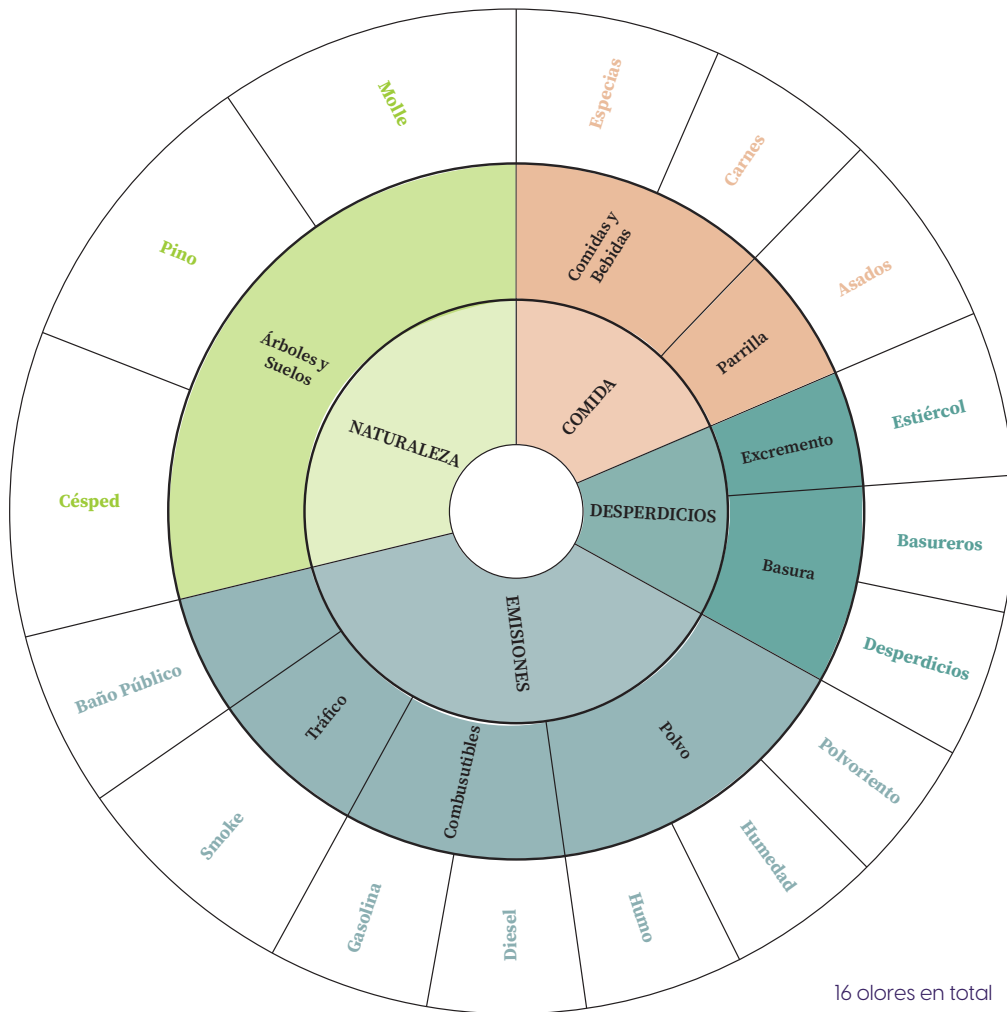 Molle
Especias
Carnes
Pino
Asados
Comidas y
Bebidas
Árboles y
Suelos
Parrilla
COMIDA
NATURALEZA
Estiércol
Excremento
Césped
DESPERDICIOS
Basureros
Basura
EMISIONES
Desperdicios
Baño Público
Tráfico
Polvo
Combusutibles
Polvoriento
Smoke
Humedad
Gasolina
Diesel
Humo
16 olores en total